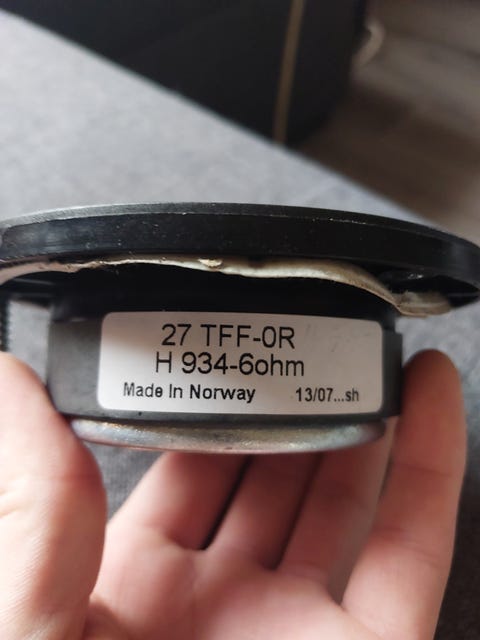 27 TFF-0R
H 934-6ohm
Made In Norway 13/07...sh